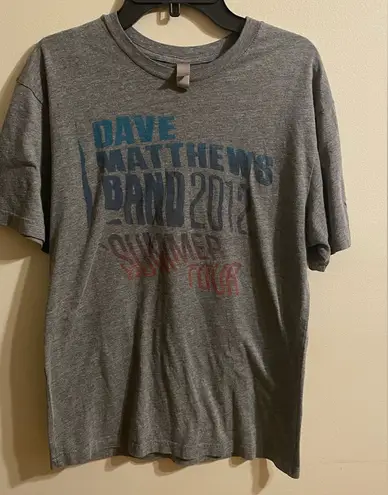 DAVE
MATTHEWS
BAND 2012
SUMMER
TOUR